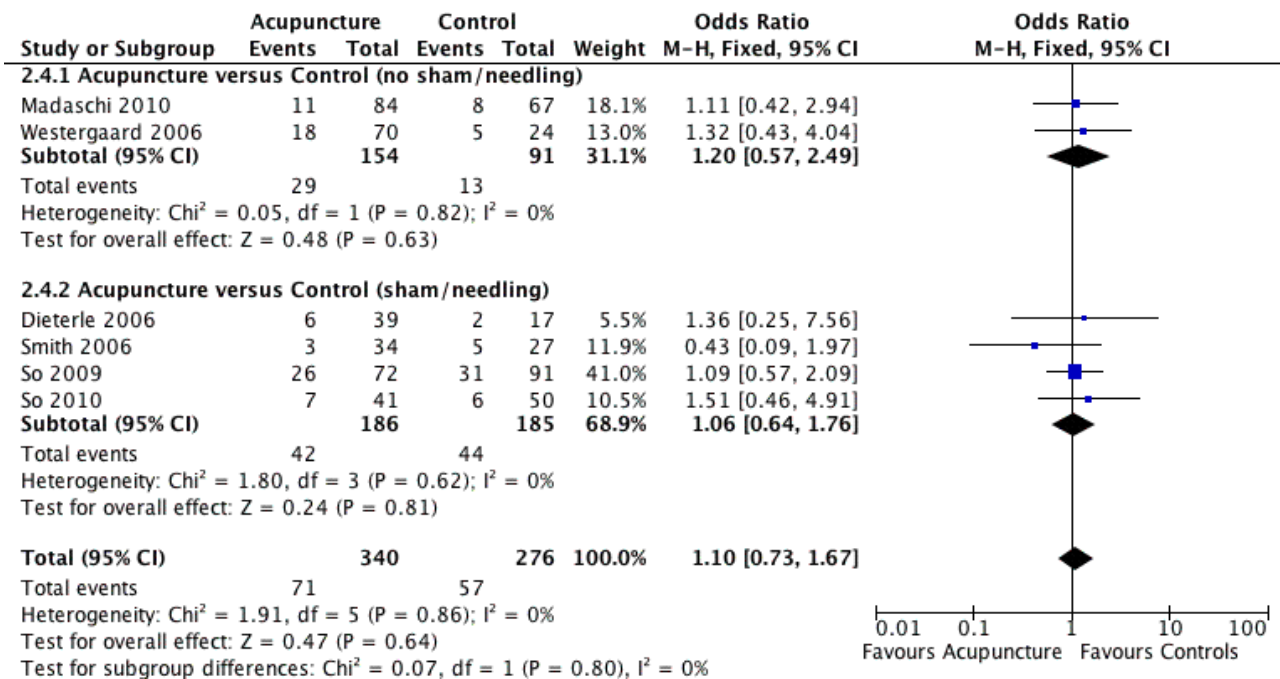 Acupuncture Control Odds Ratio Odds Ratio
Study or Subgroup Events Total Events Total Weight M-H, Fixed, 95% CI M-H, Fixed, 95% CI
2.4.1 Acupuncture versus Control (no sham/needling)
Madaschi 2010 11 84 8 67 18.1% 1.11 [0.42, 2.94]
Westergaard 2006 18 70 5 24 13.0% 1.32 [0.43, 4.04]
Subtotal (95% CI) 154 91 31.1% 1.20 [0.57, 2.49]
Total events 29 13
Heterogeneity: Chi² = 0.05, df = 1 (P = 0.82); I² = 0%
Test for overall effect: Z = 0.48 (P = 0.63)
2.4.2 Acupuncture versus Control (sham/needling)
Dieterle 2006 6 39 2 17 5.5% 1.36 [0.25, 7.56]
Smith 2006 3 34 5 27 11.9% 0.43 [0.09, 1.97]
So 2009 26 72 31 91 41.0% 1.09 [0.57, 2.09]
So 2010 7 41 6 50 10.5% 1.51 [0.46, 4.91]
Subtotal (95% CI) 186 185 68.9% 1.06 [0.64, 1.76]
Total events 42 44
Heterogeneity: Chi² = 1.80, df = 3 (P = 0.62); I² = 0%
Test for overall effect: Z = 0.24 (P = 0.81)
Total (95% CI) 340 276 100.0% 1.10 [0.73, 1.67]
Total events 71 57
Heterogeneity: Chi² = 1.91, df = 5 (P = 0.86); I² = 0%
Test for overall effect: Z = 0.47 (P = 0.64)
Test for subgroup differences: Chi² = 0.07, df = 1 (P = 0.80), I² = 0%
0.01 0.1 1 10 100
Favours Acupuncture Favours Controls